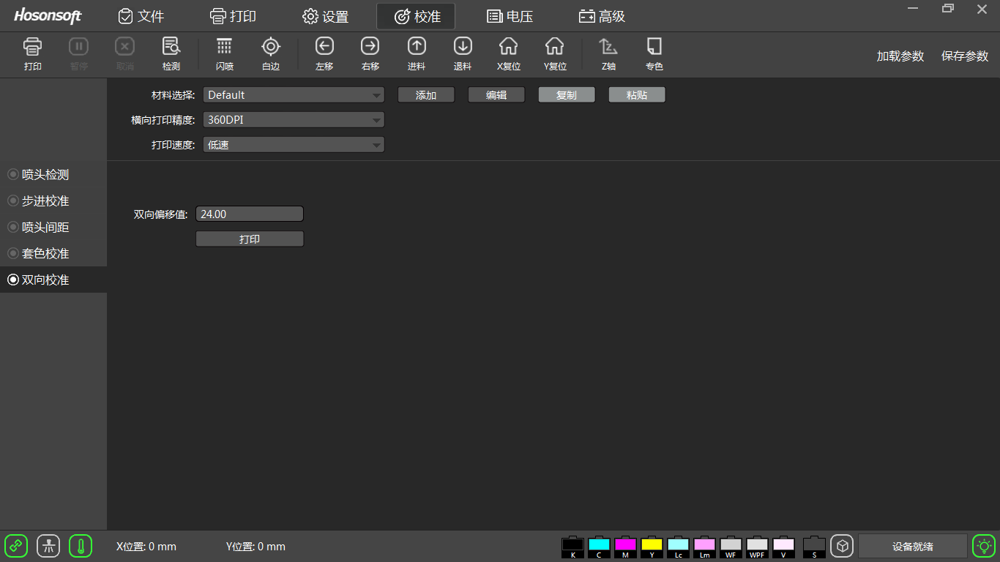 Hosonsoft 文件 打印 设置 校准 电压 高级
打印 暂停 取消 检测 闪喷 白边 左移 右移 进料 退料 X复位 Y复位 Z轴 专色 加载参数 保存参数
材料选择: Default 添加 编辑 复制 粘贴
横向打印精度: 360DPI
打印速度: 低速
喷头检测
步进校准
喷头间距
套色校准
双向校准
双向偏移值: 24.00
打印
X位置: 0 mm Y位置: 0 mm K C M Y Lc Lm WF WPF V S 设备就绪